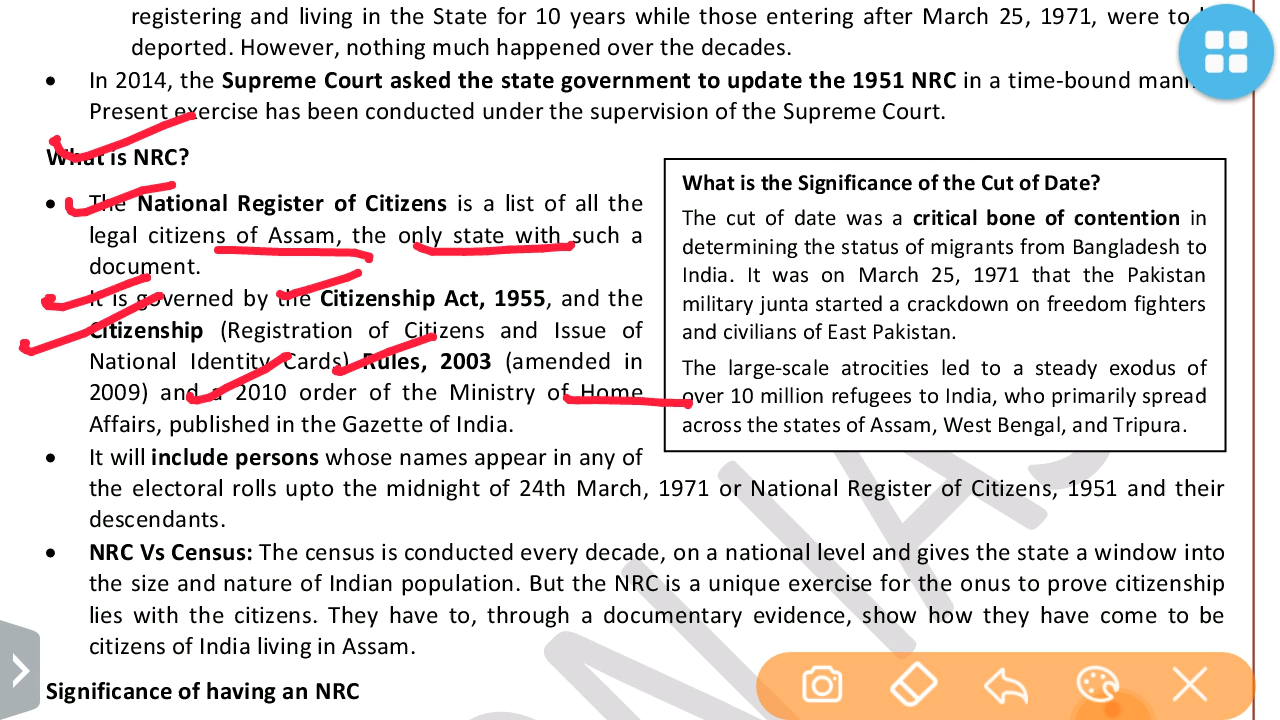 registering and living in the State for 10 years while those entering after March 25, 1971, were to
deported. However, nothing much happened over the decades.
• In 2014, the Supreme Court asked the state government to update the 1951 NRC in a time-bound
Present exercise has been conducted under the supervision of the Supreme Court.
What is NRC?
• The National Register of Citizens is a list of all the
legal citizens of Assam, the only state with such a
document.
It is governed by the Citizenship Act, 1955, and the
Citizenship (Registration of Citizens and Issue of
National Identity Cards) Rules, 2003 (amended in
2009) and a 2010 order of the Ministry of Home
Affairs, published in the Gazette of India.
• It will include persons whose names appear in any of
the electoral rolls upto the midnight of 24th March, 1971 or National Register of Citizens, 1951 and their
descendants.
• NRC Vs Census: The census is conducted every decade, on a national level and gives the state a window into
the size and nature of Indian population. But the NRC is a unique exercise for the onus to prove citizenship
lies with the citizens. They have to, through a documentary evidence, show how they have come to be
citizens of India living in Assam.
Significance of having an NRC
What is the Significance of the Cut of Date?
The cut of date was a critical bone of contention in
determining the status of migrants from Bangladesh to
India. It was on March 25, 1971 that the Pakistan
military junta started a crackdown on freedom fighters
and civilians of East Pakistan.
The large-scale atrocities led to a steady exodus of
over 10 million refugees to India, who primarily spread
across the states of Assam, West Bengal, and Tripura.